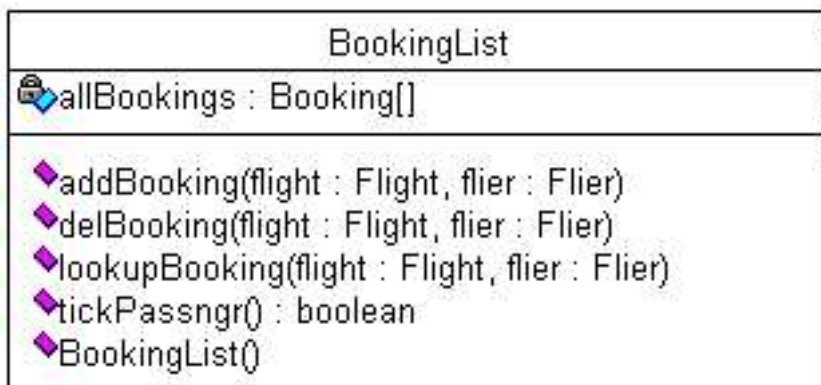 BookingList
allBookings : Booking[]
addBooking(flight : Flight, flier : Flier)
delBooking(flight : Flight, flier : Flier)
lookupBooking(flight : Flight, flier : Flier)
tickPassngr() : boolean
BookingList()